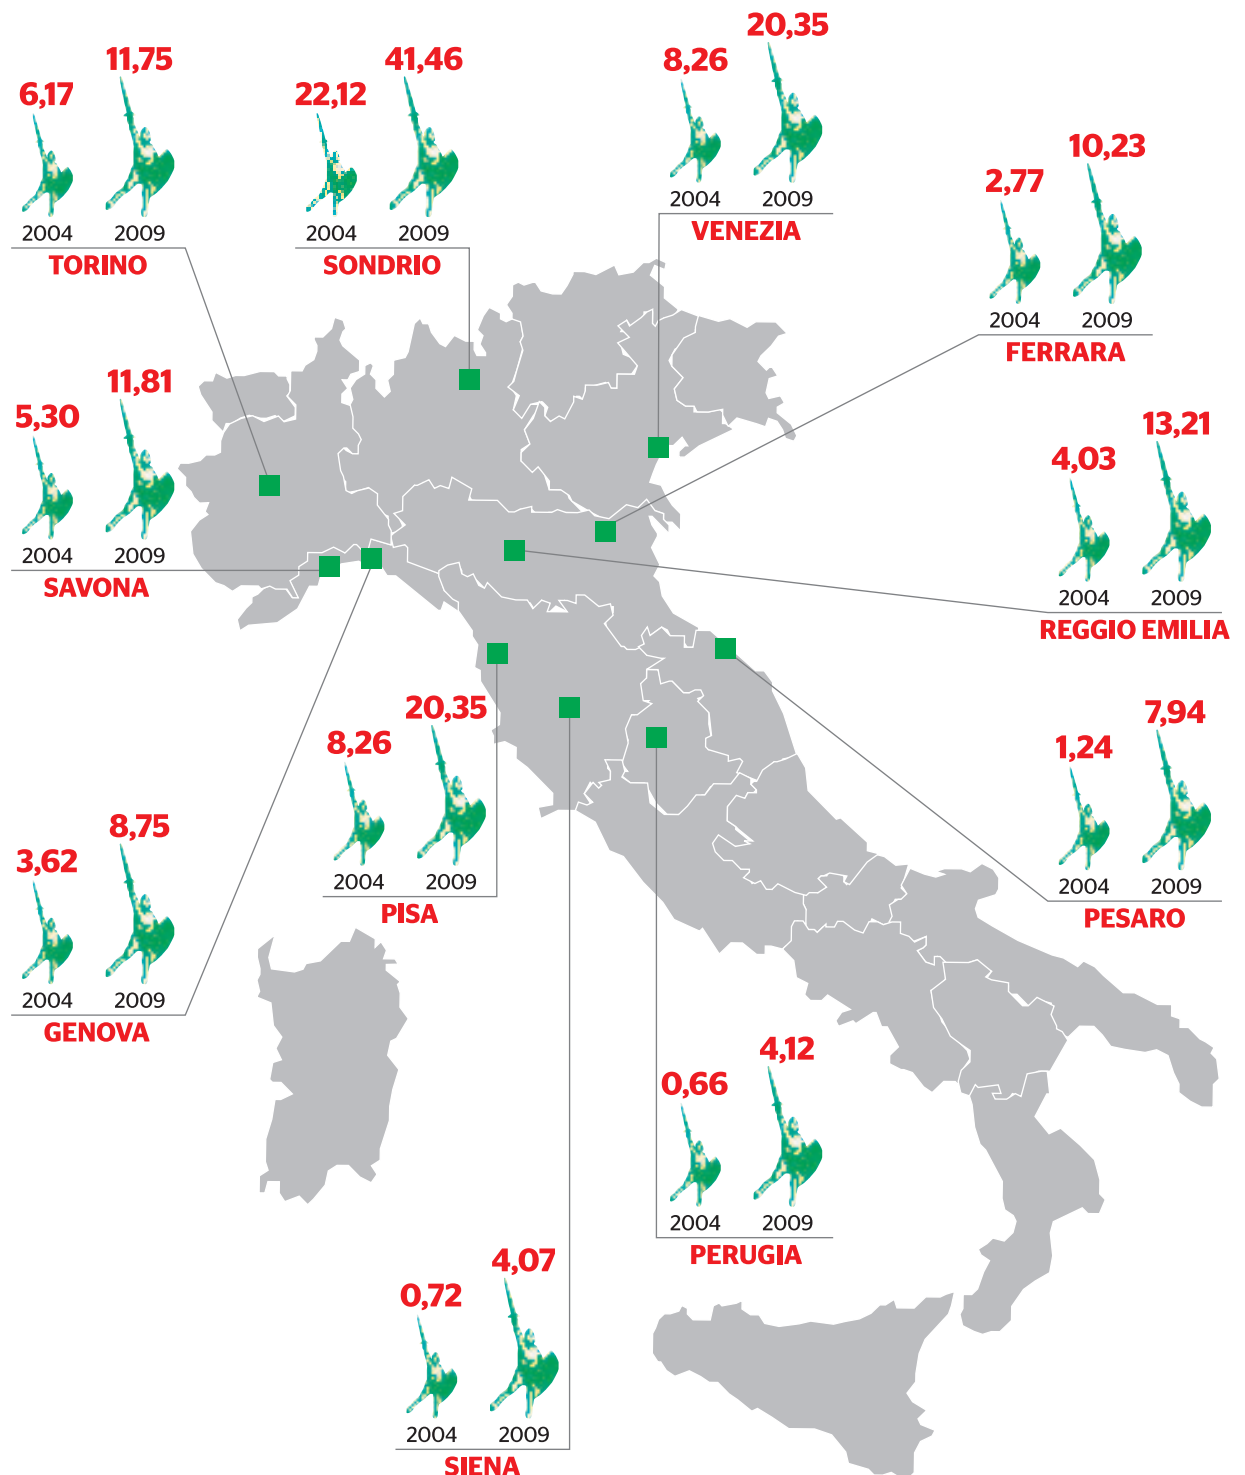 6,17 11,75
2004 2009
TORINO
22,12 41,46
2004 2009
SONDRIO
8,26 20,35
2004 2009
VENEZIA
2,77 10,23
2004 2009
FERRARA
5,30 11,81
2004 2009
SAVONA
4,03 13,21
2004 2009
REGGIO EMILIA
8,26 20,35
2004 2009
PISA
1,24 7,94
2004 2009
PESARO
3,62 8,75
2004 2009
GENOVA
0,66 4,12
2004 2009
PERUGIA
0,72 4,07
2004 2009
SIENA